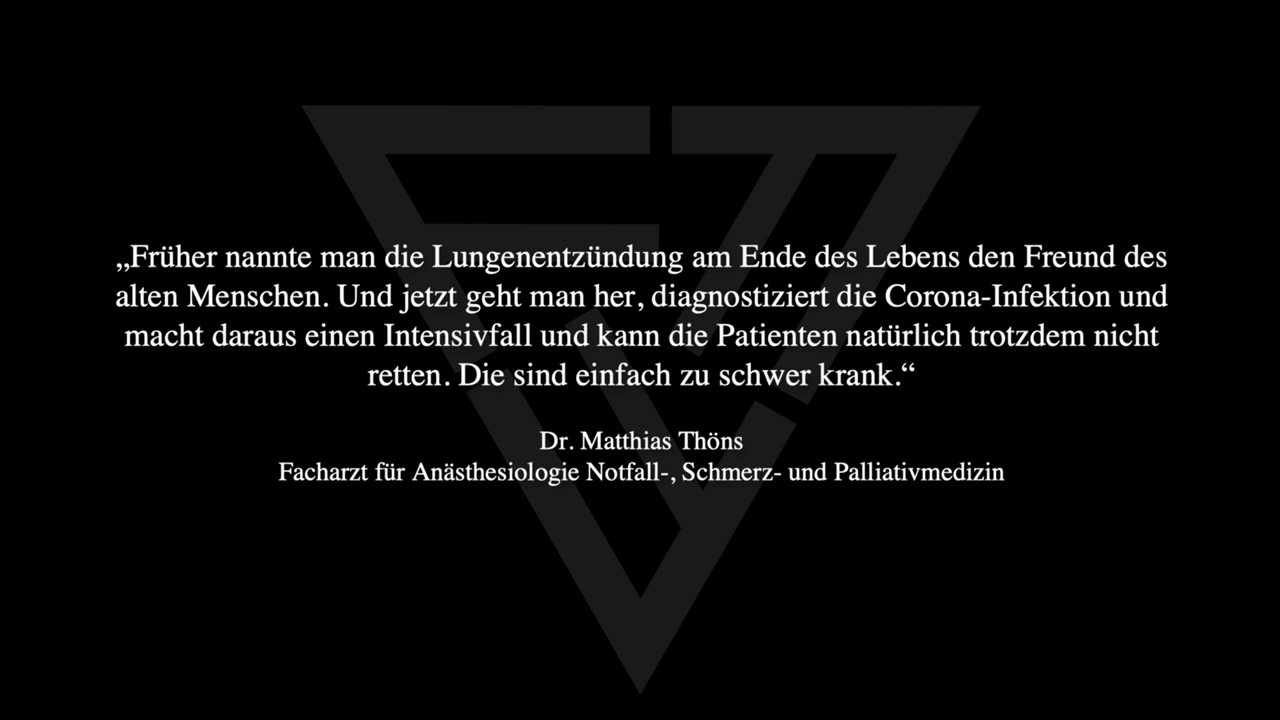 „Früher nannte man die Lungenentzündung am Ende des Lebens den Freund des
alten Menschen. Und jetzt geht man her, diagnostiziert die Corona-Infektion und
macht daraus einen Intensivfall und kann die Patienten natürlich trotzdem nicht
retten. Die sind einfach zu schwer krank.“
Dr. Matthias Thöns
Facharzt für Anästhesiologie Notfall-, Schmerz- und Palliativmedizin